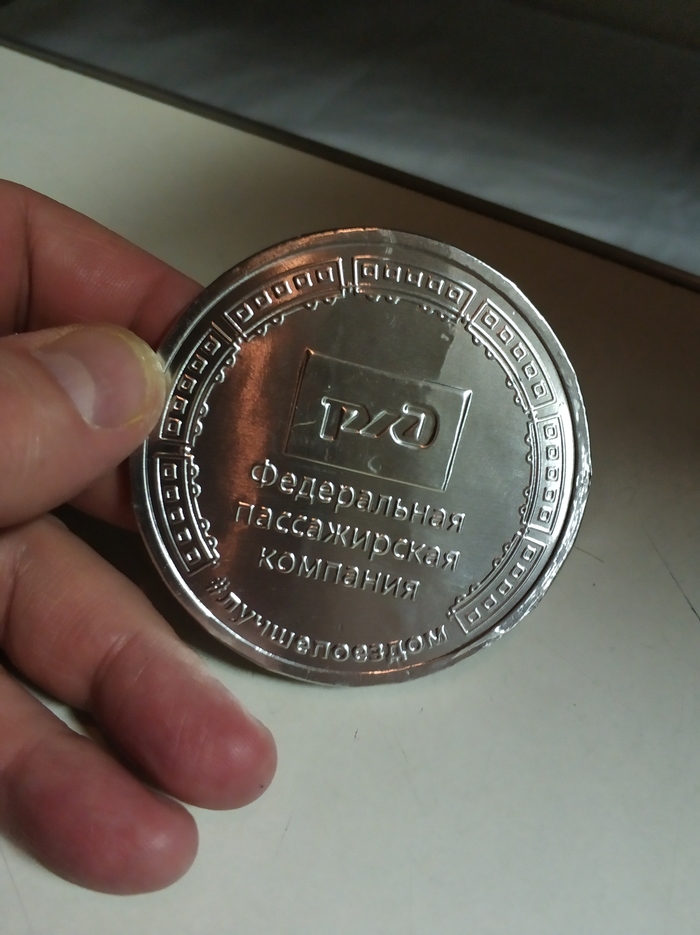 РЖД
Федеральная
пассажирская
компания
#лучшепоездом